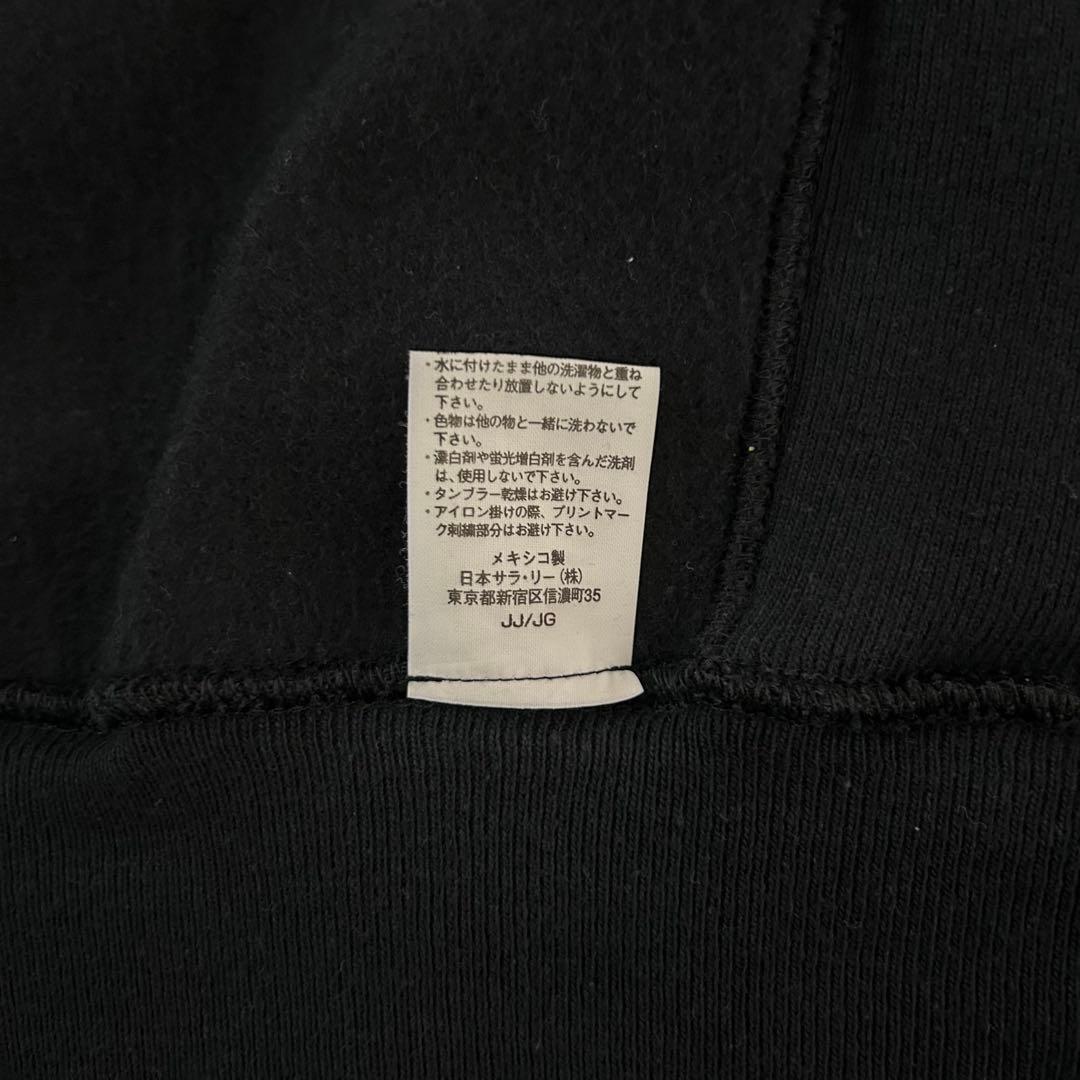 ・水に付けたまま他の洗濯物と重ね
合わせたり放置しないようにして
下さい。
・色物は他の物と一緒に洗わないで
下さい。
・漂白剤や蛍光増白剤を含んだ洗剤
は、使用しないで下さい。
・タンブラー乾燥はお避け下さい。
・アイロン掛けの際、プリントマー
ク刺繍部分はお避け下さい。
メキシコ製
日本サラ・リー(株)
東京都新宿区信濃町35
JJ/JG